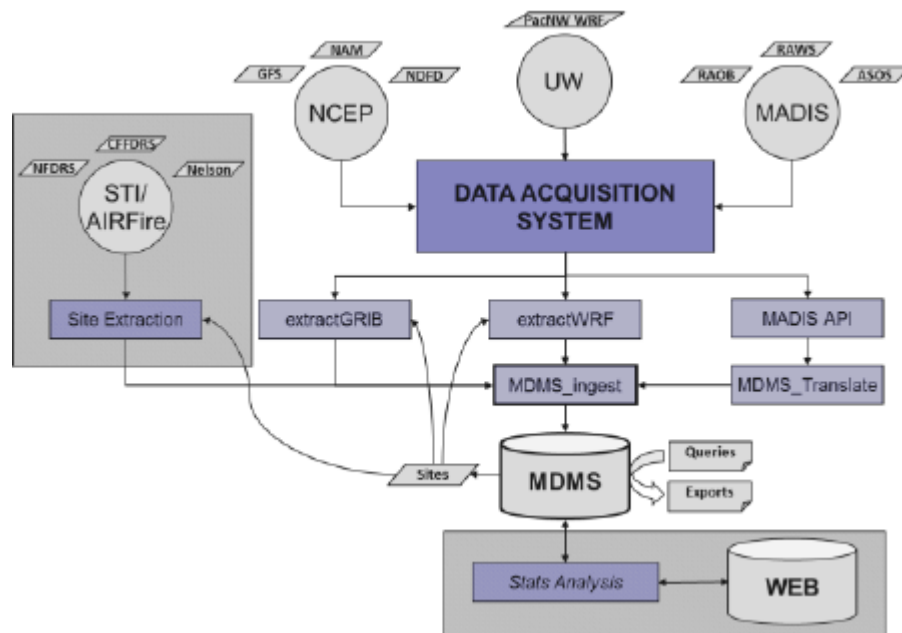 PacNW WRF
NAM
RAWS
GFS
NDFD
RAOB
ASOS
UW
NCEP
MADIS
CFFDRS
NFDRS
Nelson
STI/
AIRFire
DATA ACQUISITION
SYSTEM
Site Extraction
extractGRIB
extractWRF
MADIS API
MDMS_ingest
MDMS_Translate
Sites
MDMS
Queries
Exports
Stats Analysis
WEB